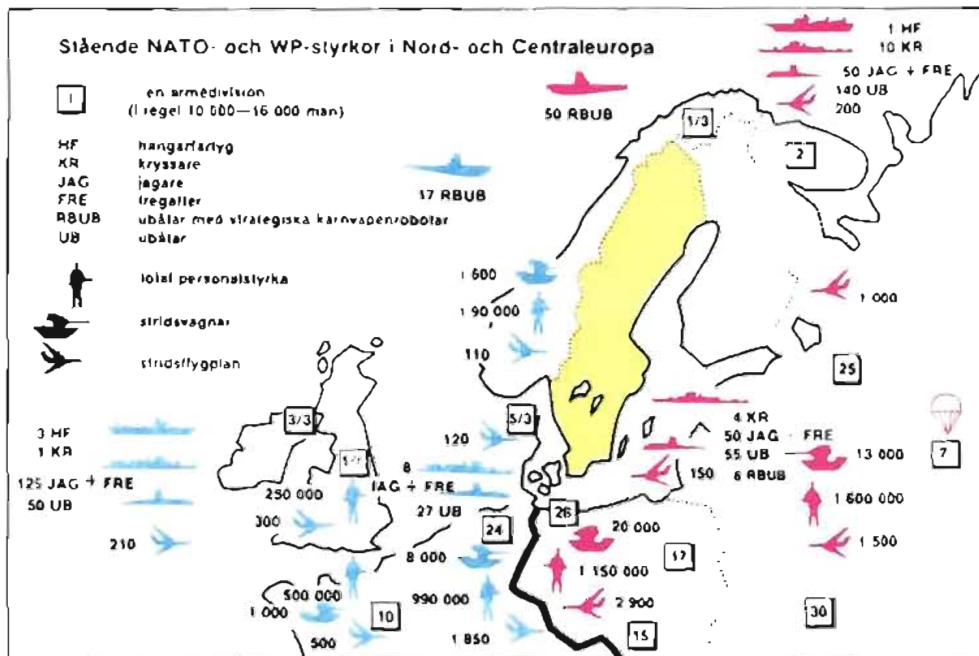 Stående NATO- och WP-styrkor i Nord- och Centraleuropa
1 en armédivision
(i regel 10 000—16 000 man)
HF hangarfartyg
KR kryssare
JAG jagare
FRE fregatter
RBUB ubåtar med strategiska kärnvapenrobotar
UB ubåtar
total personalstyrka
stridsvagnar
stridsflygplan
1 HF
10 KR
50 JAG + FRE
140 UB
200
50 RBUB
1/3
2
17 RBUB
1 600
190 000
110
1 000
25
3 HF
1 KR
125 JAG + FRE
50 UB
210
3/3
250 000
300
120
5/3
8
JAG + FRE
27 UB
4 KR
50 JAG - FRE
55 UB
6 RBUB
150
13 000
7
1 600 000
1 500
26
24
8 000
990 000
1 850
20 000
1 150 000
2 900
17
15
30
500 000
1 000
500
10